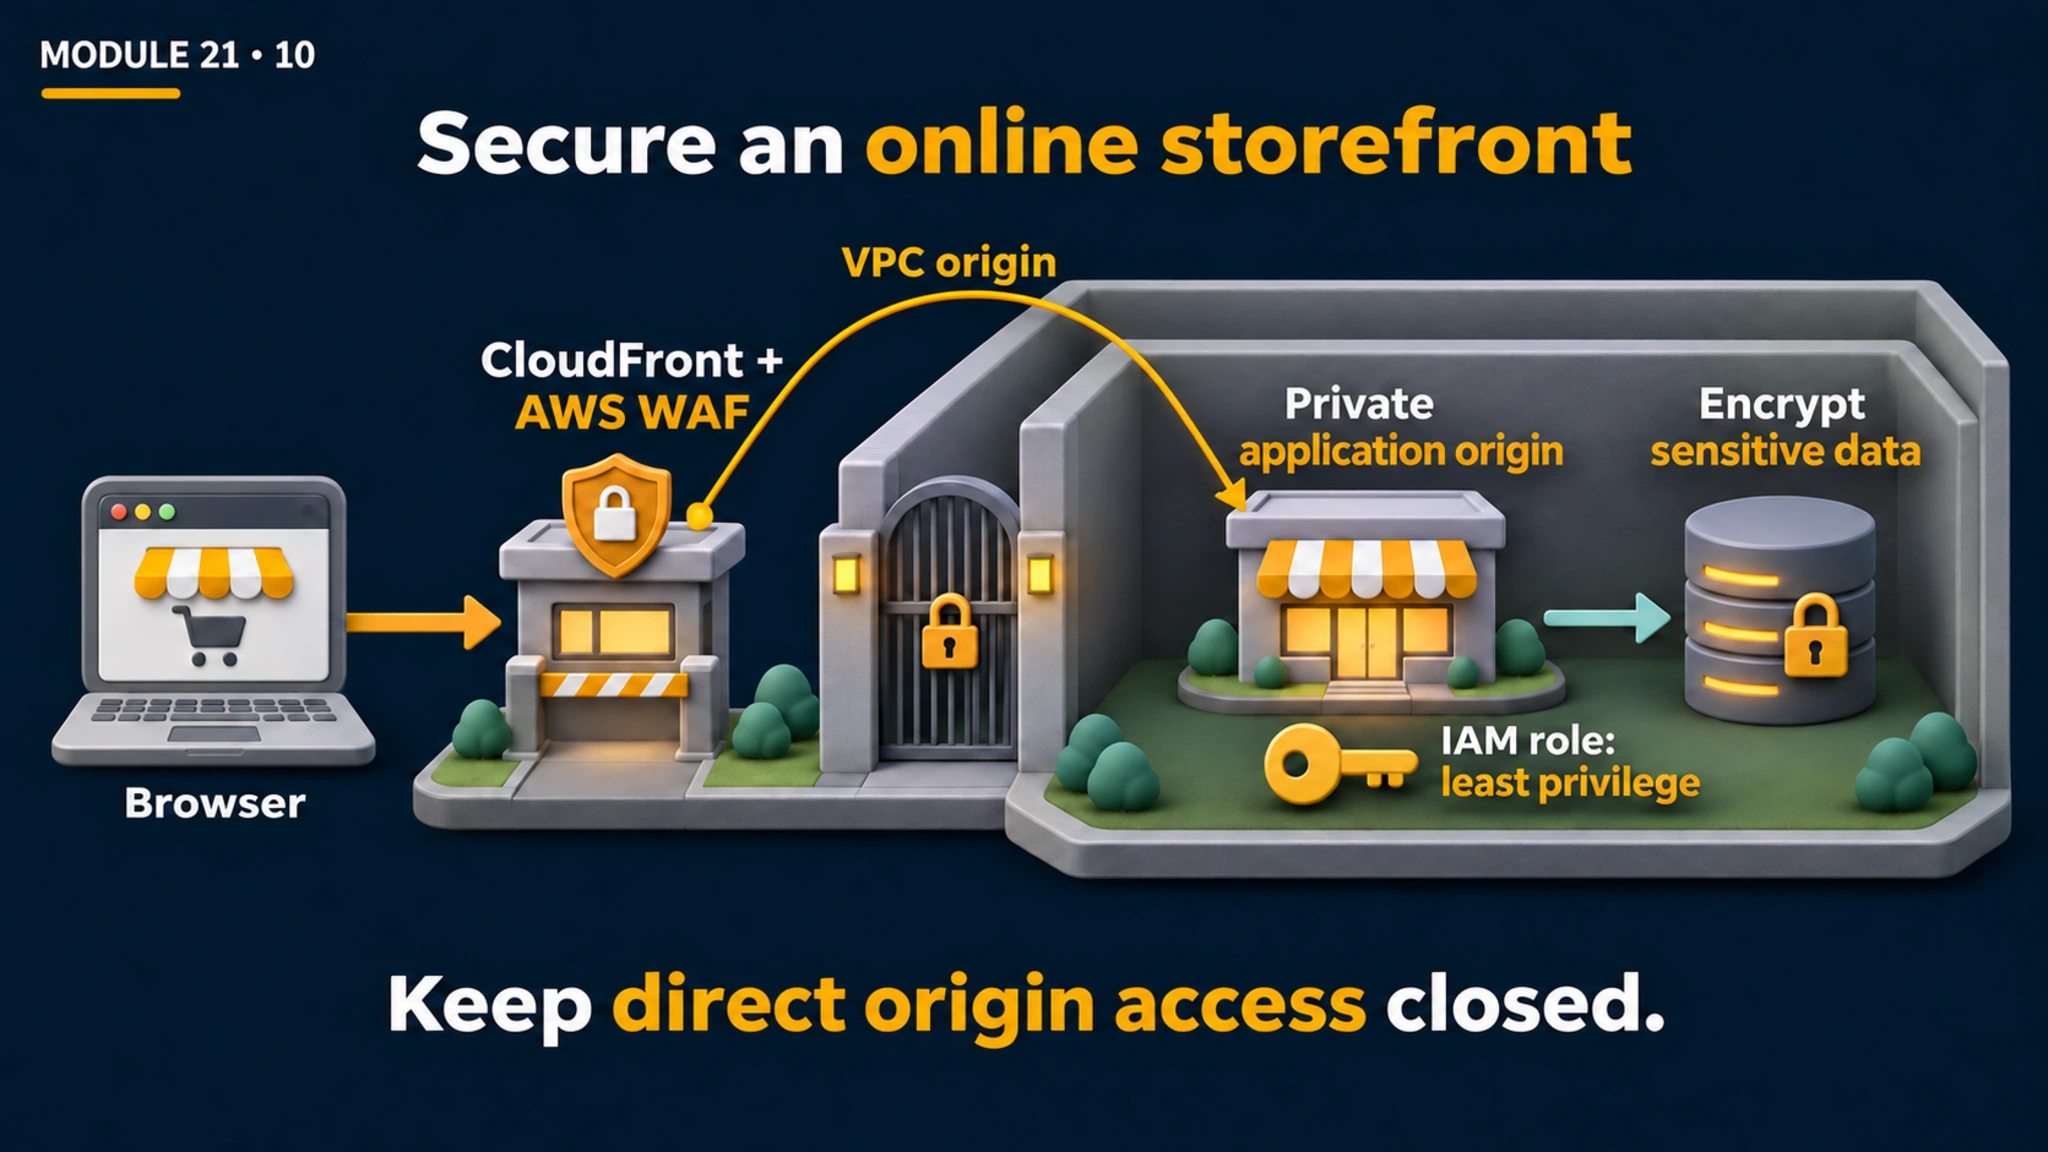 MODULE 21 • 10
Secure an online storefront
VPC origin
CloudFront +
AWS WAF
Private
application origin
Encrypt
sensitive data
IAM role:
least privilege
Browser
Keep direct origin access closed.